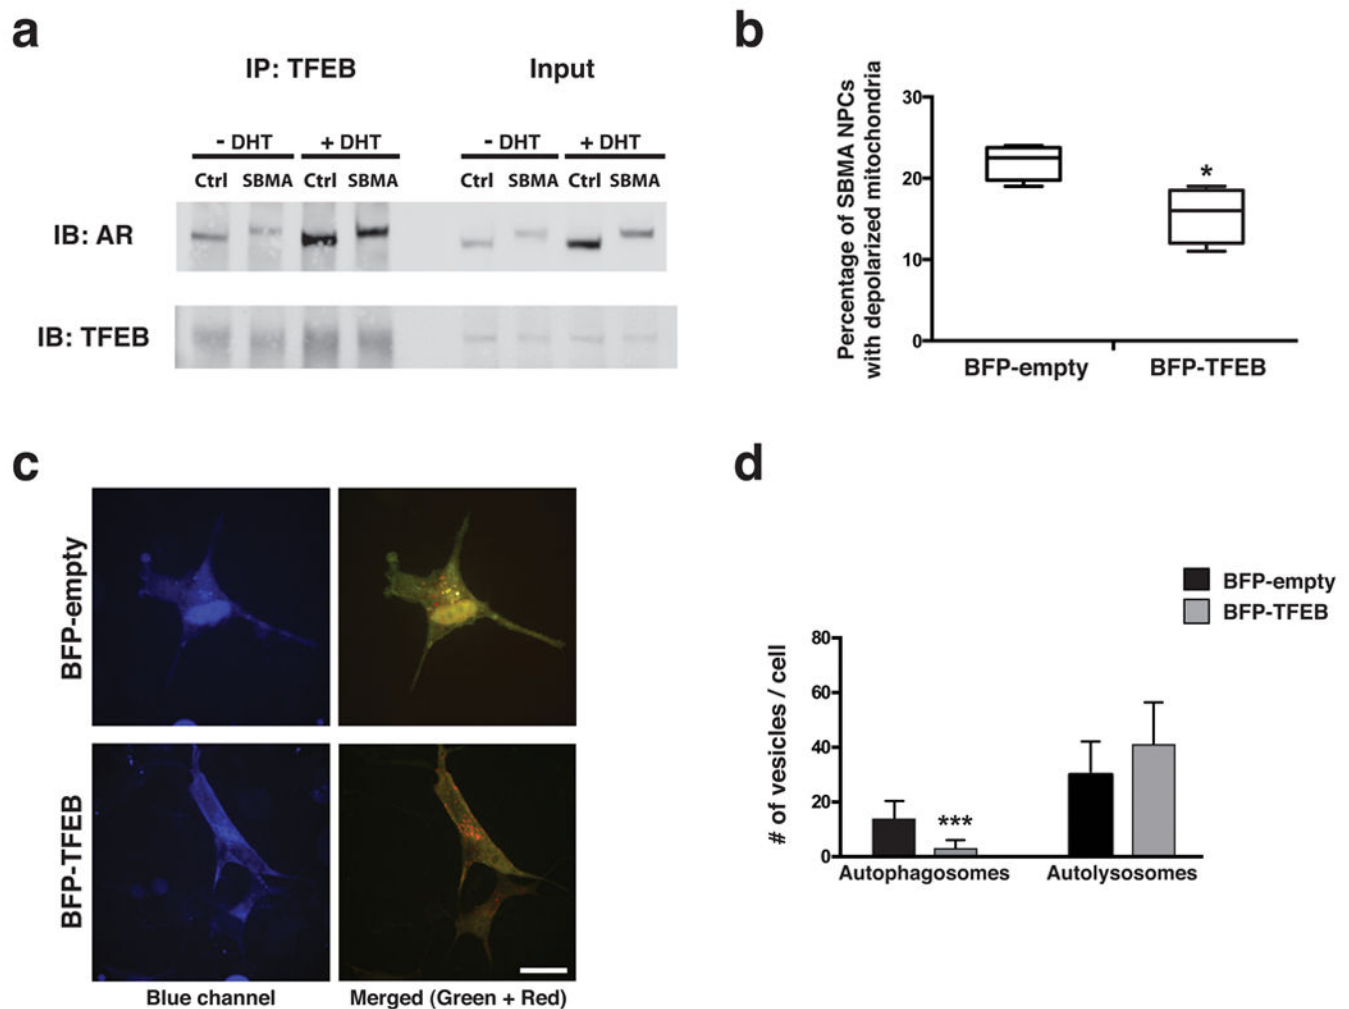 a
IP: TFEB Input
- DHT + DHT - DHT + DHT
Ctrl SBMA Ctrl SBMA Ctrl SBMA Ctrl SBMA
IB: AR
IB: TFEB
b
Percentage of SBMA NPCs
with depolarized mitochondria
30
20
10
0
*
BFP-empty BFP-TFEB
c
BFP-empty
BFP-TFEB
Blue channel Merged (Green + Red)
d
BFP-empty
BFP-TFEB
# of vesicles / cell
80
60
40
20
0
***
Autophagosomes Autolysosomes